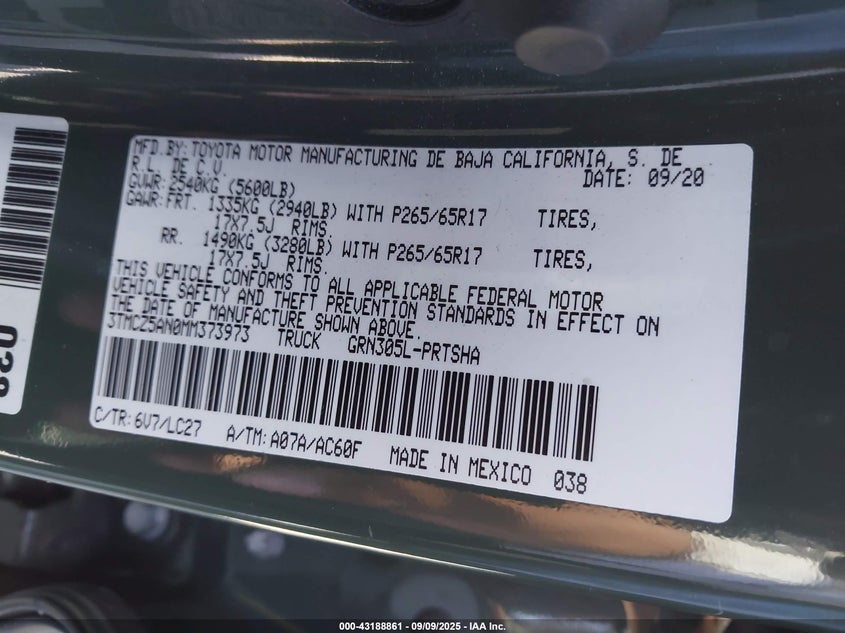 MFD.BY:TOYOTA MOTOR MANUFACTURING DE BAJA CALIFORNIA, S. DE
R.L. DE C.V.
DATE: 09/20
GVWR:2540KG (5600LB)
GAWR:FRT. 1335KG (2940LB) WITH P265/65R17 TIRES,
17X7.5J RIMS.
RR. 1490KG (3280LB) WITH P265/65R17 TIRES,
17X7.5J RIMS.
THIS VEHICLE CONFORMS TO ALL APPLICABLE FEDERAL MOTOR
VEHICLE SAFETY AND THEFT PREVENTION STANDARDS IN EFFECT ON
THE DATE OF MANUFACTURE SHOWN ABOVE.
3TMCZ5AN0MM373973 TRUCK GRN305L-PRTSHA
C/TR:6V7/LC27 A/TM:A07A/AC60F MADE IN MEXICO 038
000-43188861 | 09/09/2025 - IAA Inc.